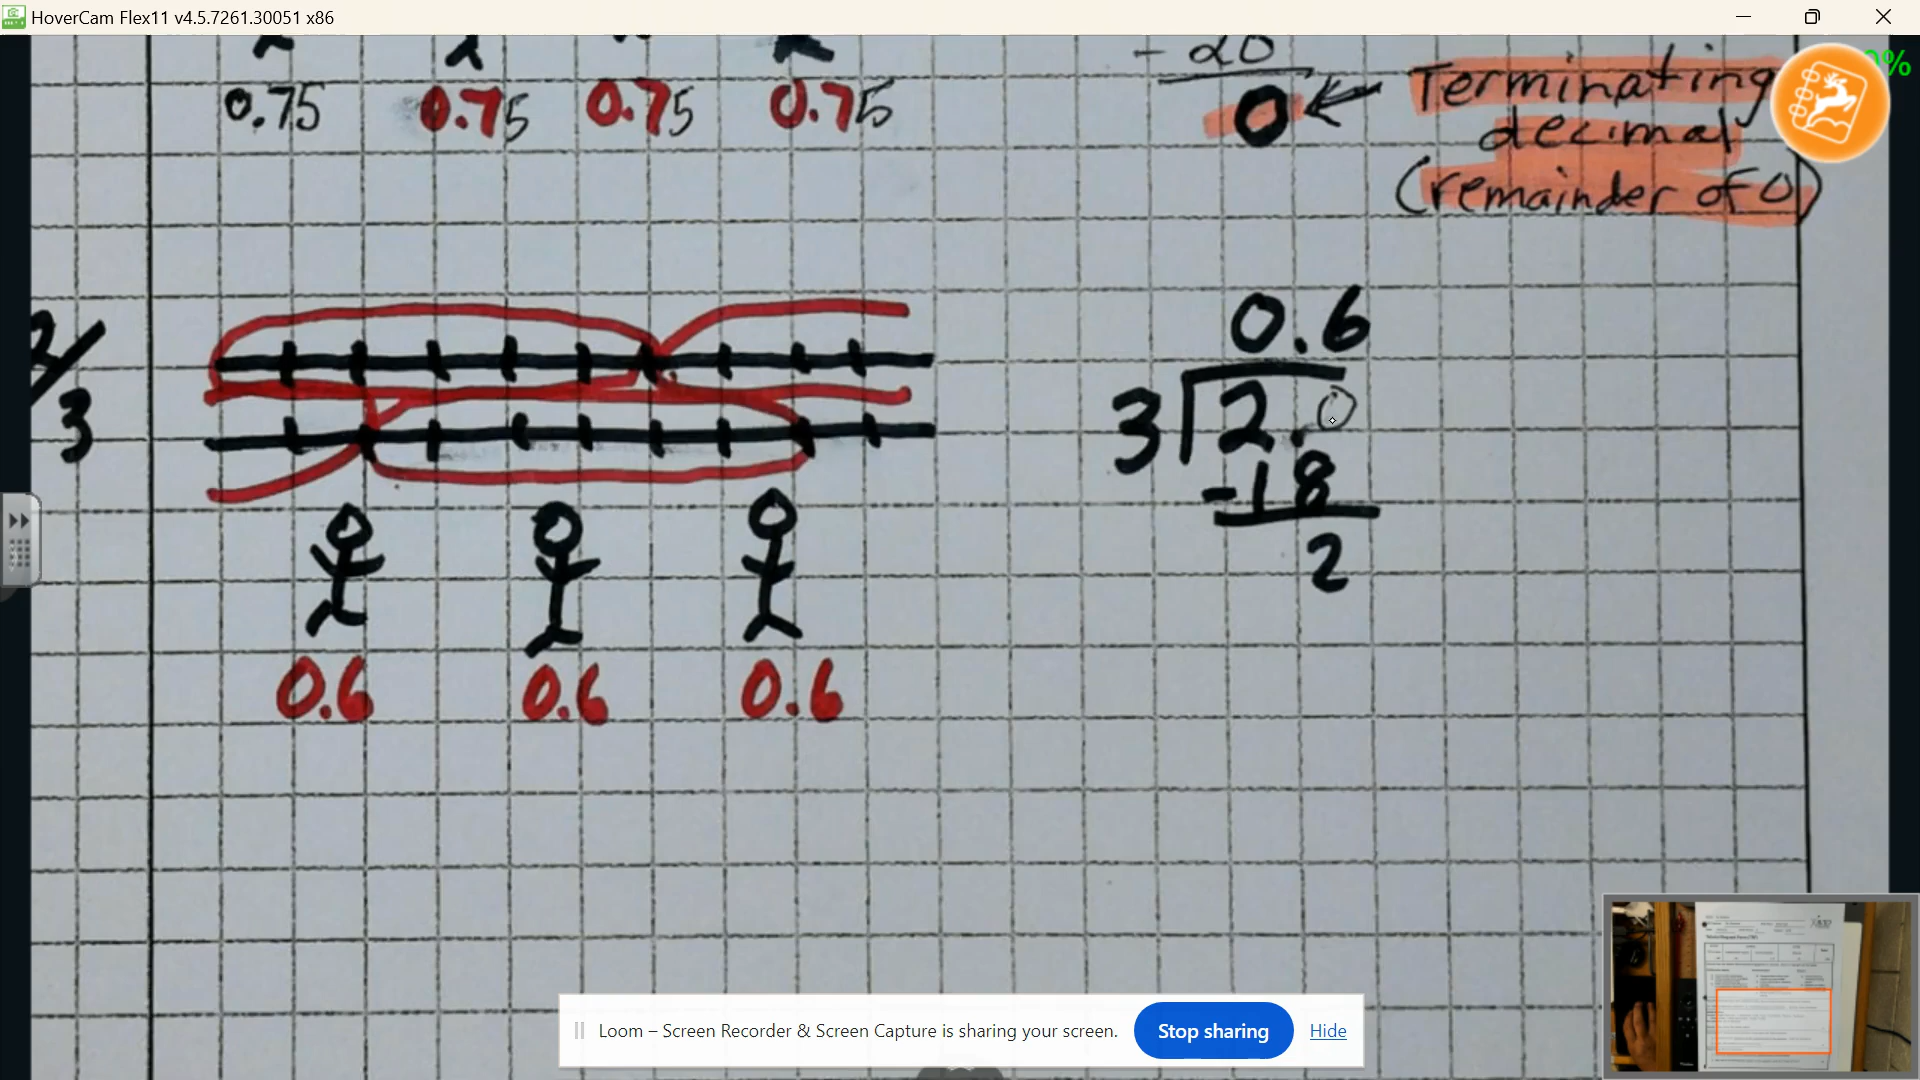 HoverCam Flex11 v4.5.7261.30051 x86
- 20
0.75 0.75 0.75 0.75
0
Terminating
decimal
(remainder of 0)
%
2/3
0.6
3 2.0
-18
2
0.6 0.6 0.6
Loom – Screen Recorder & Screen Capture is sharing your screen.
Stop sharing
Hide